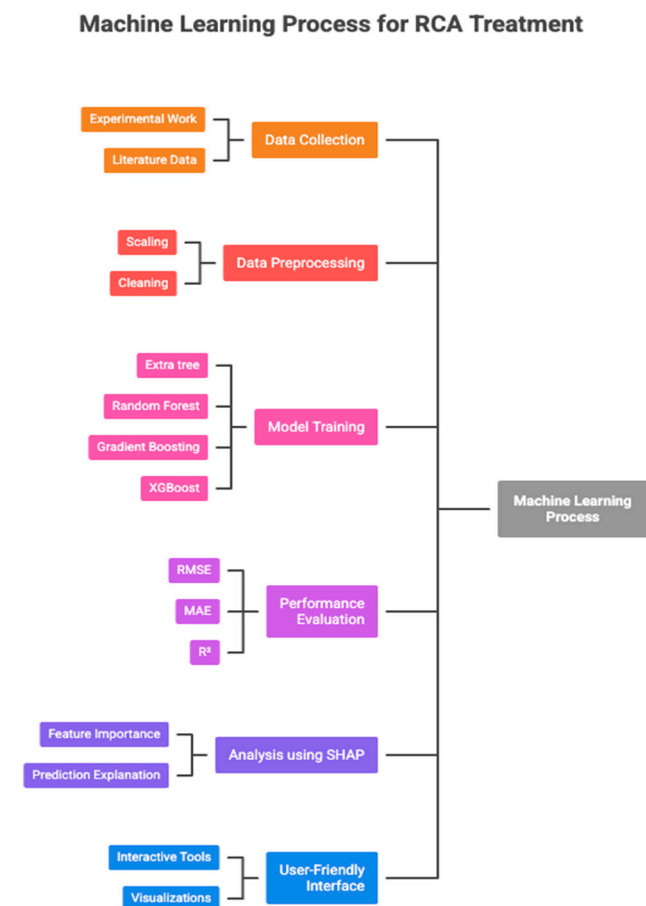 Machine Learning Process for RCA Treatment
Experimental Work
Literature Data
Data Collection
Scaling
Cleaning
Data Preprocessing
Extra tree
Random Forest
Gradient Boosting
XGBoost
Model Training
Machine Learning
Process
RMSE
MAE
R²
Performance
Evaluation
Feature Importance
Prediction Explanation
Analysis using SHAP
Interactive Tools
Visualizations
User-Friendly
Interface